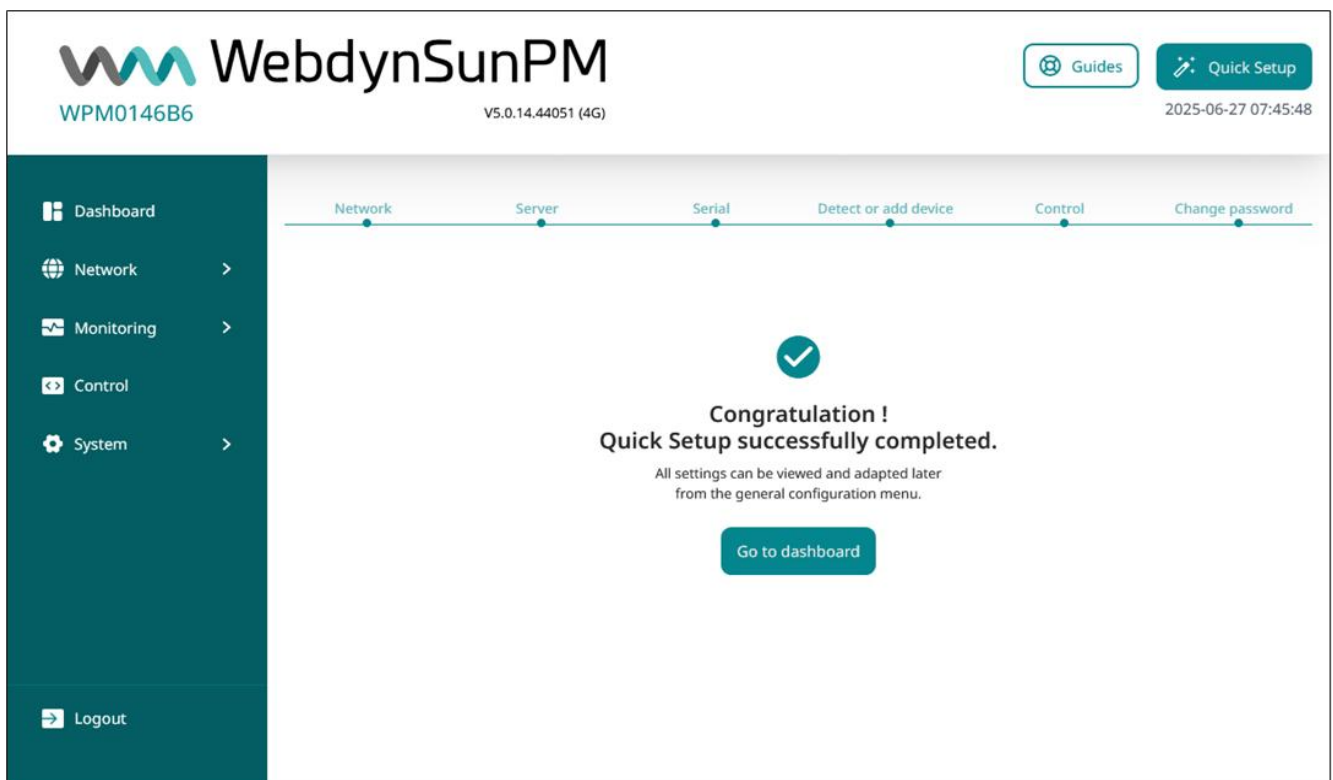 WebdynSunPM
WPM0146B6
V5.0.14.44051 (4G)
Guides
Quick Setup
2025-06-27 07:45:48
Dashboard
Network
Monitoring
Control
System
Logout
Network
Server
Serial
Detect or add device
Control
Change password
Congratulation !
Quick Setup successfully completed.
All settings can be viewed and adapted later
from the general configuration menu.
Go to dashboard